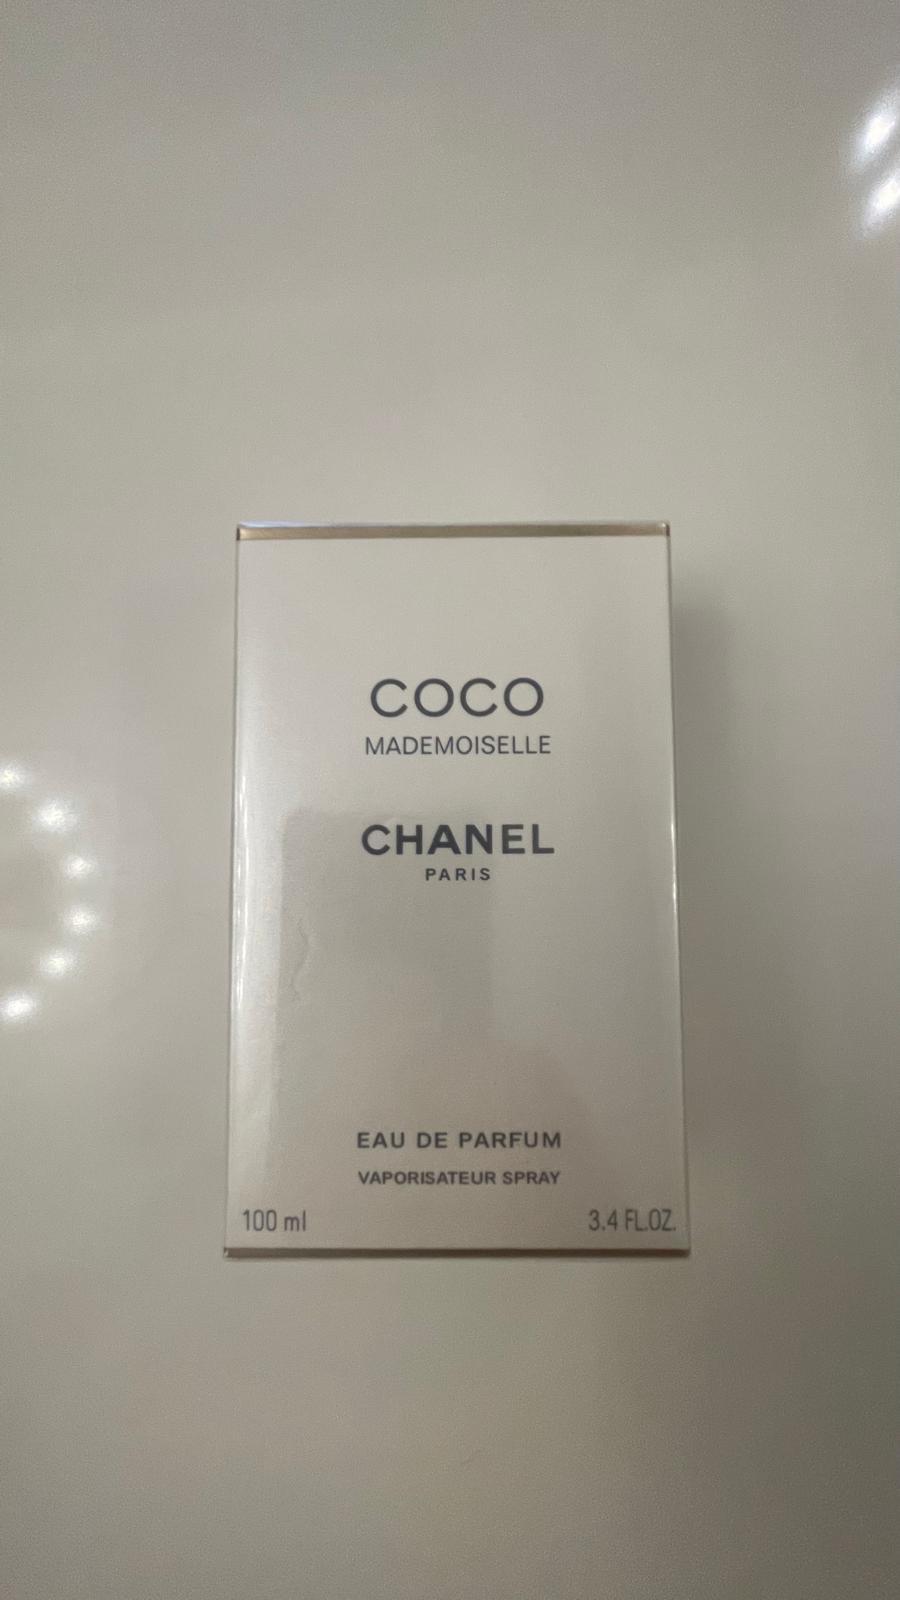 COCO
MADEMOISELLE
CHANEL
PARIS
EAU DE PARFUM
VAPORISATEUR SPRAY
100 ml 3.4 FL.OZ.